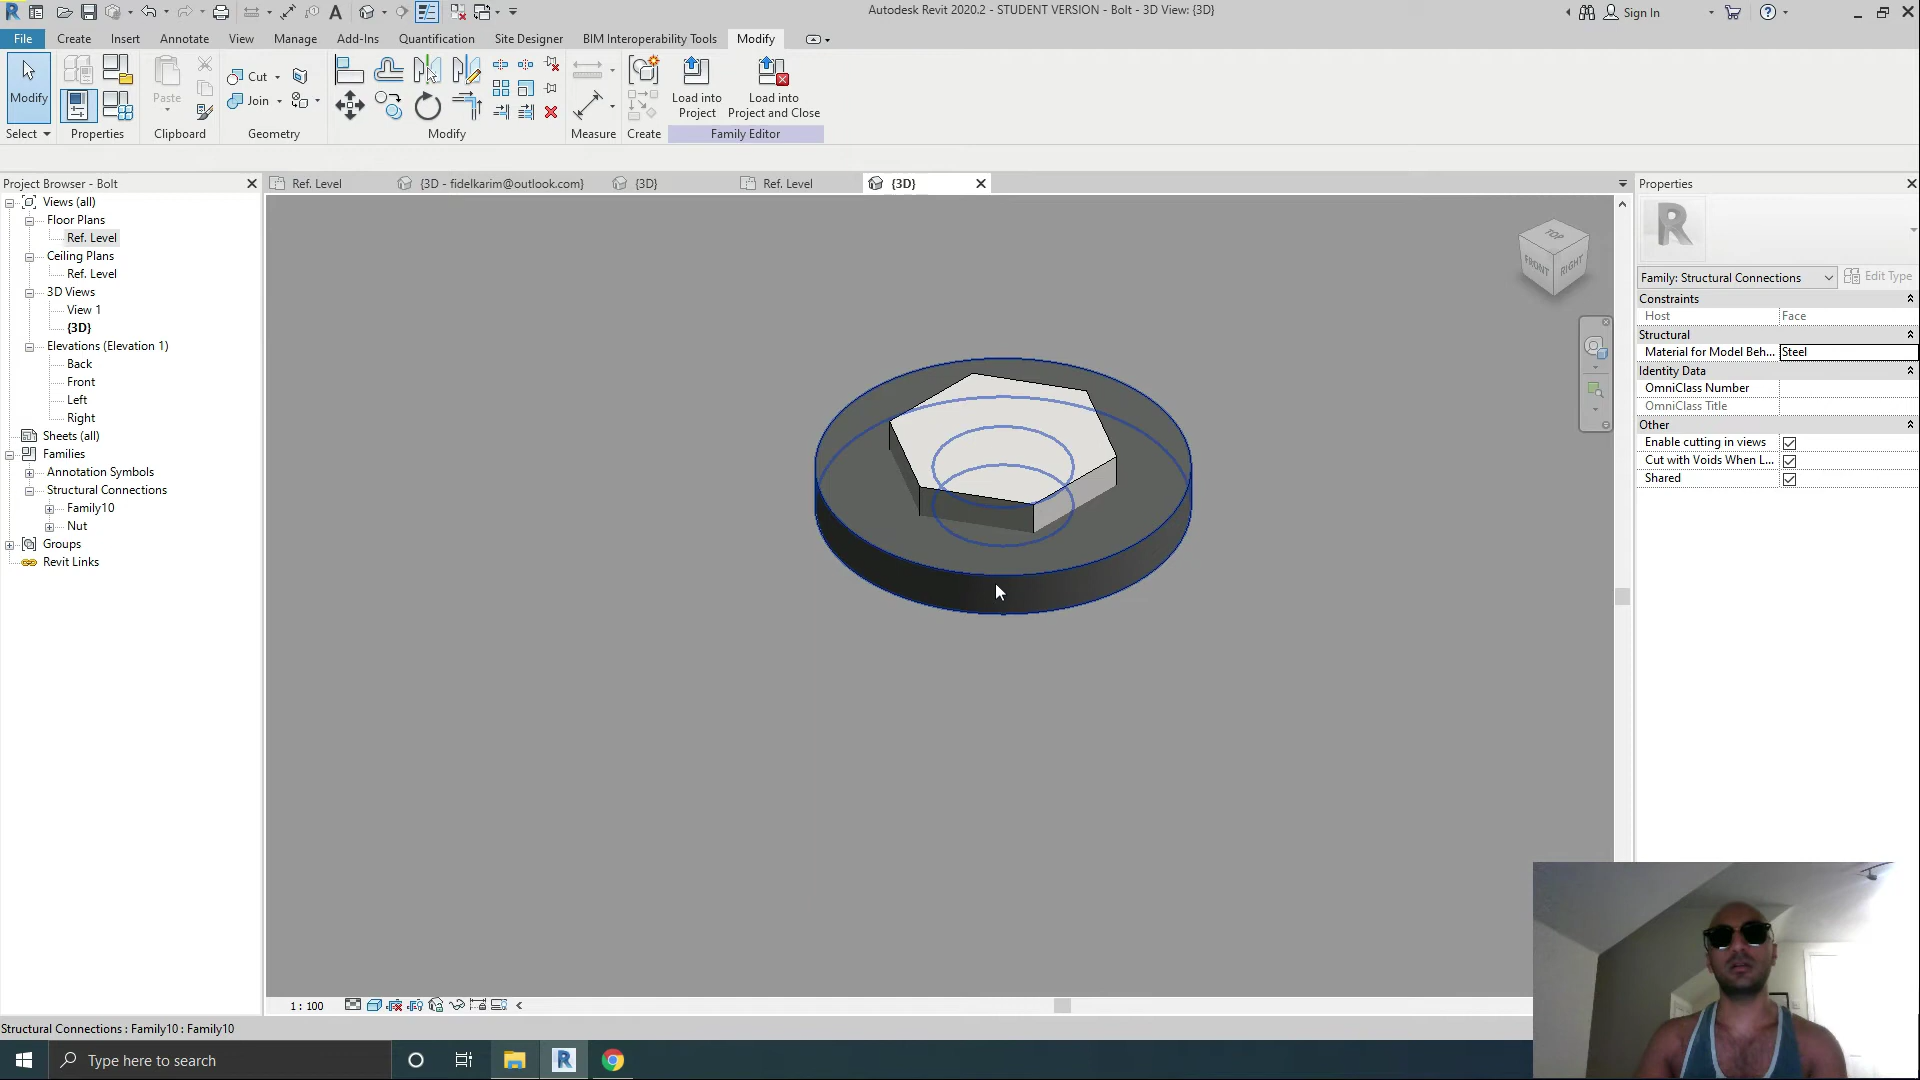 Autodesk Revit 2020.2 - STUDENT VERSION - Bolt - 3D View: {3D}
Sign In
File
Create
Insert
Annotate
View
Manage
Add-Ins
Quantification
Site Designer
BIM Interoperability Tools
Modify
Modify
Paste
Cut
Join
Load into
Project
Load into
Project and Close
Select
Properties
Clipboard
Geometry
Modify
Measure
Create
Family Editor
Project Browser - Bolt
Views (all)
Floor Plans
Ref. Level
Ceiling Plans
Ref. Level
3D Views
View 1
{3D}
Elevations (Elevation 1)
Back
Front
Left
Right
Sheets (all)
Families
Annotation Symbols
Structural Connections
Family10
Nut
Groups
Revit Links
Ref. Level
{3D - fidelkarim@outlook.com}
{3D}
Ref. Level
{3D}
TOP
FRONT
RIGHT
Properties
R
Family: Structural Connections
Edit Type
Constraints
Host Face
Structural
Material for Model Beh... Steel
Identity Data
OmniClass Number
OmniClass Title
Other
Enable cutting in views
Cut with Voids When L...
Shared
1 : 100
Structural Connections : Family10 : Family10
Type here to search